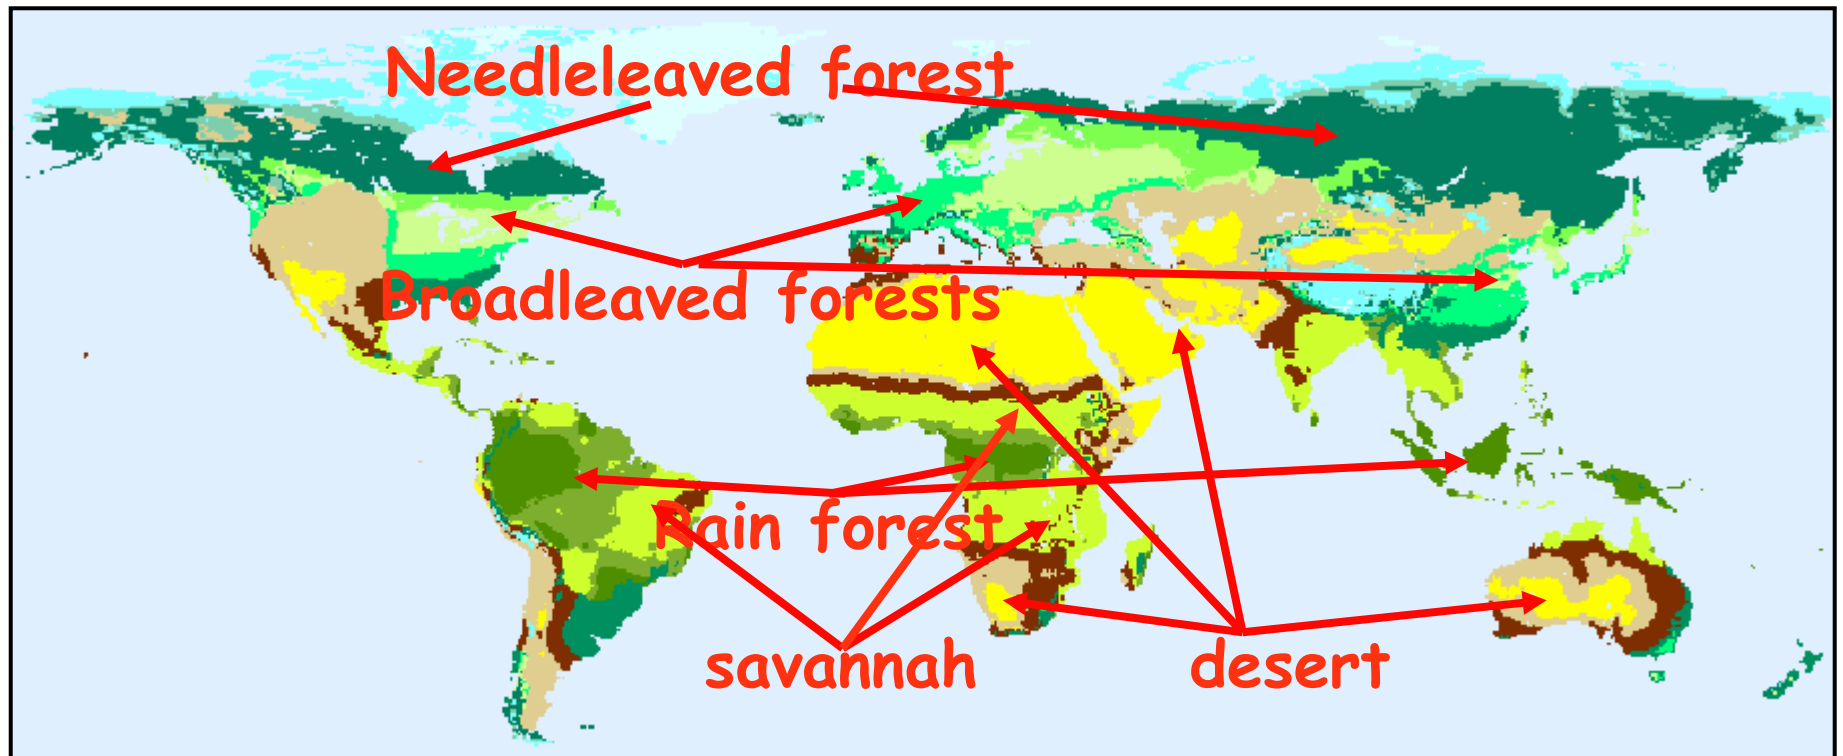 Needleleaved forest
Broadleaved forests
Rain forest
savannah
desert